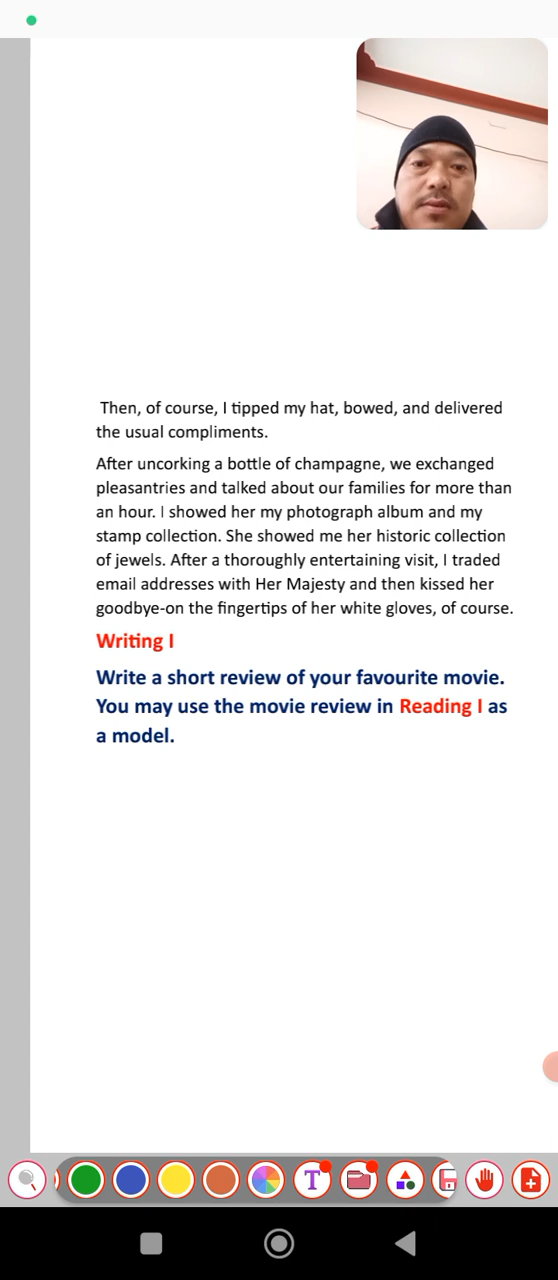 Then, of course, I tipped my hat, bowed, and delivered
the usual compliments.
After uncorking a bottle of champagne, we exchanged
pleasantries and talked about our families for more than
an hour. I showed her my photograph album and my
stamp collection. She showed me her historic collection
of jewels. After a thoroughly entertaining visit, I traded
email addresses with Her Majesty and then kissed her
goodbye-on the fingertips of her white gloves, of course.
Writing I
Write a short review of your favourite movie.
You may use the movie review in Reading I as
a model.
T